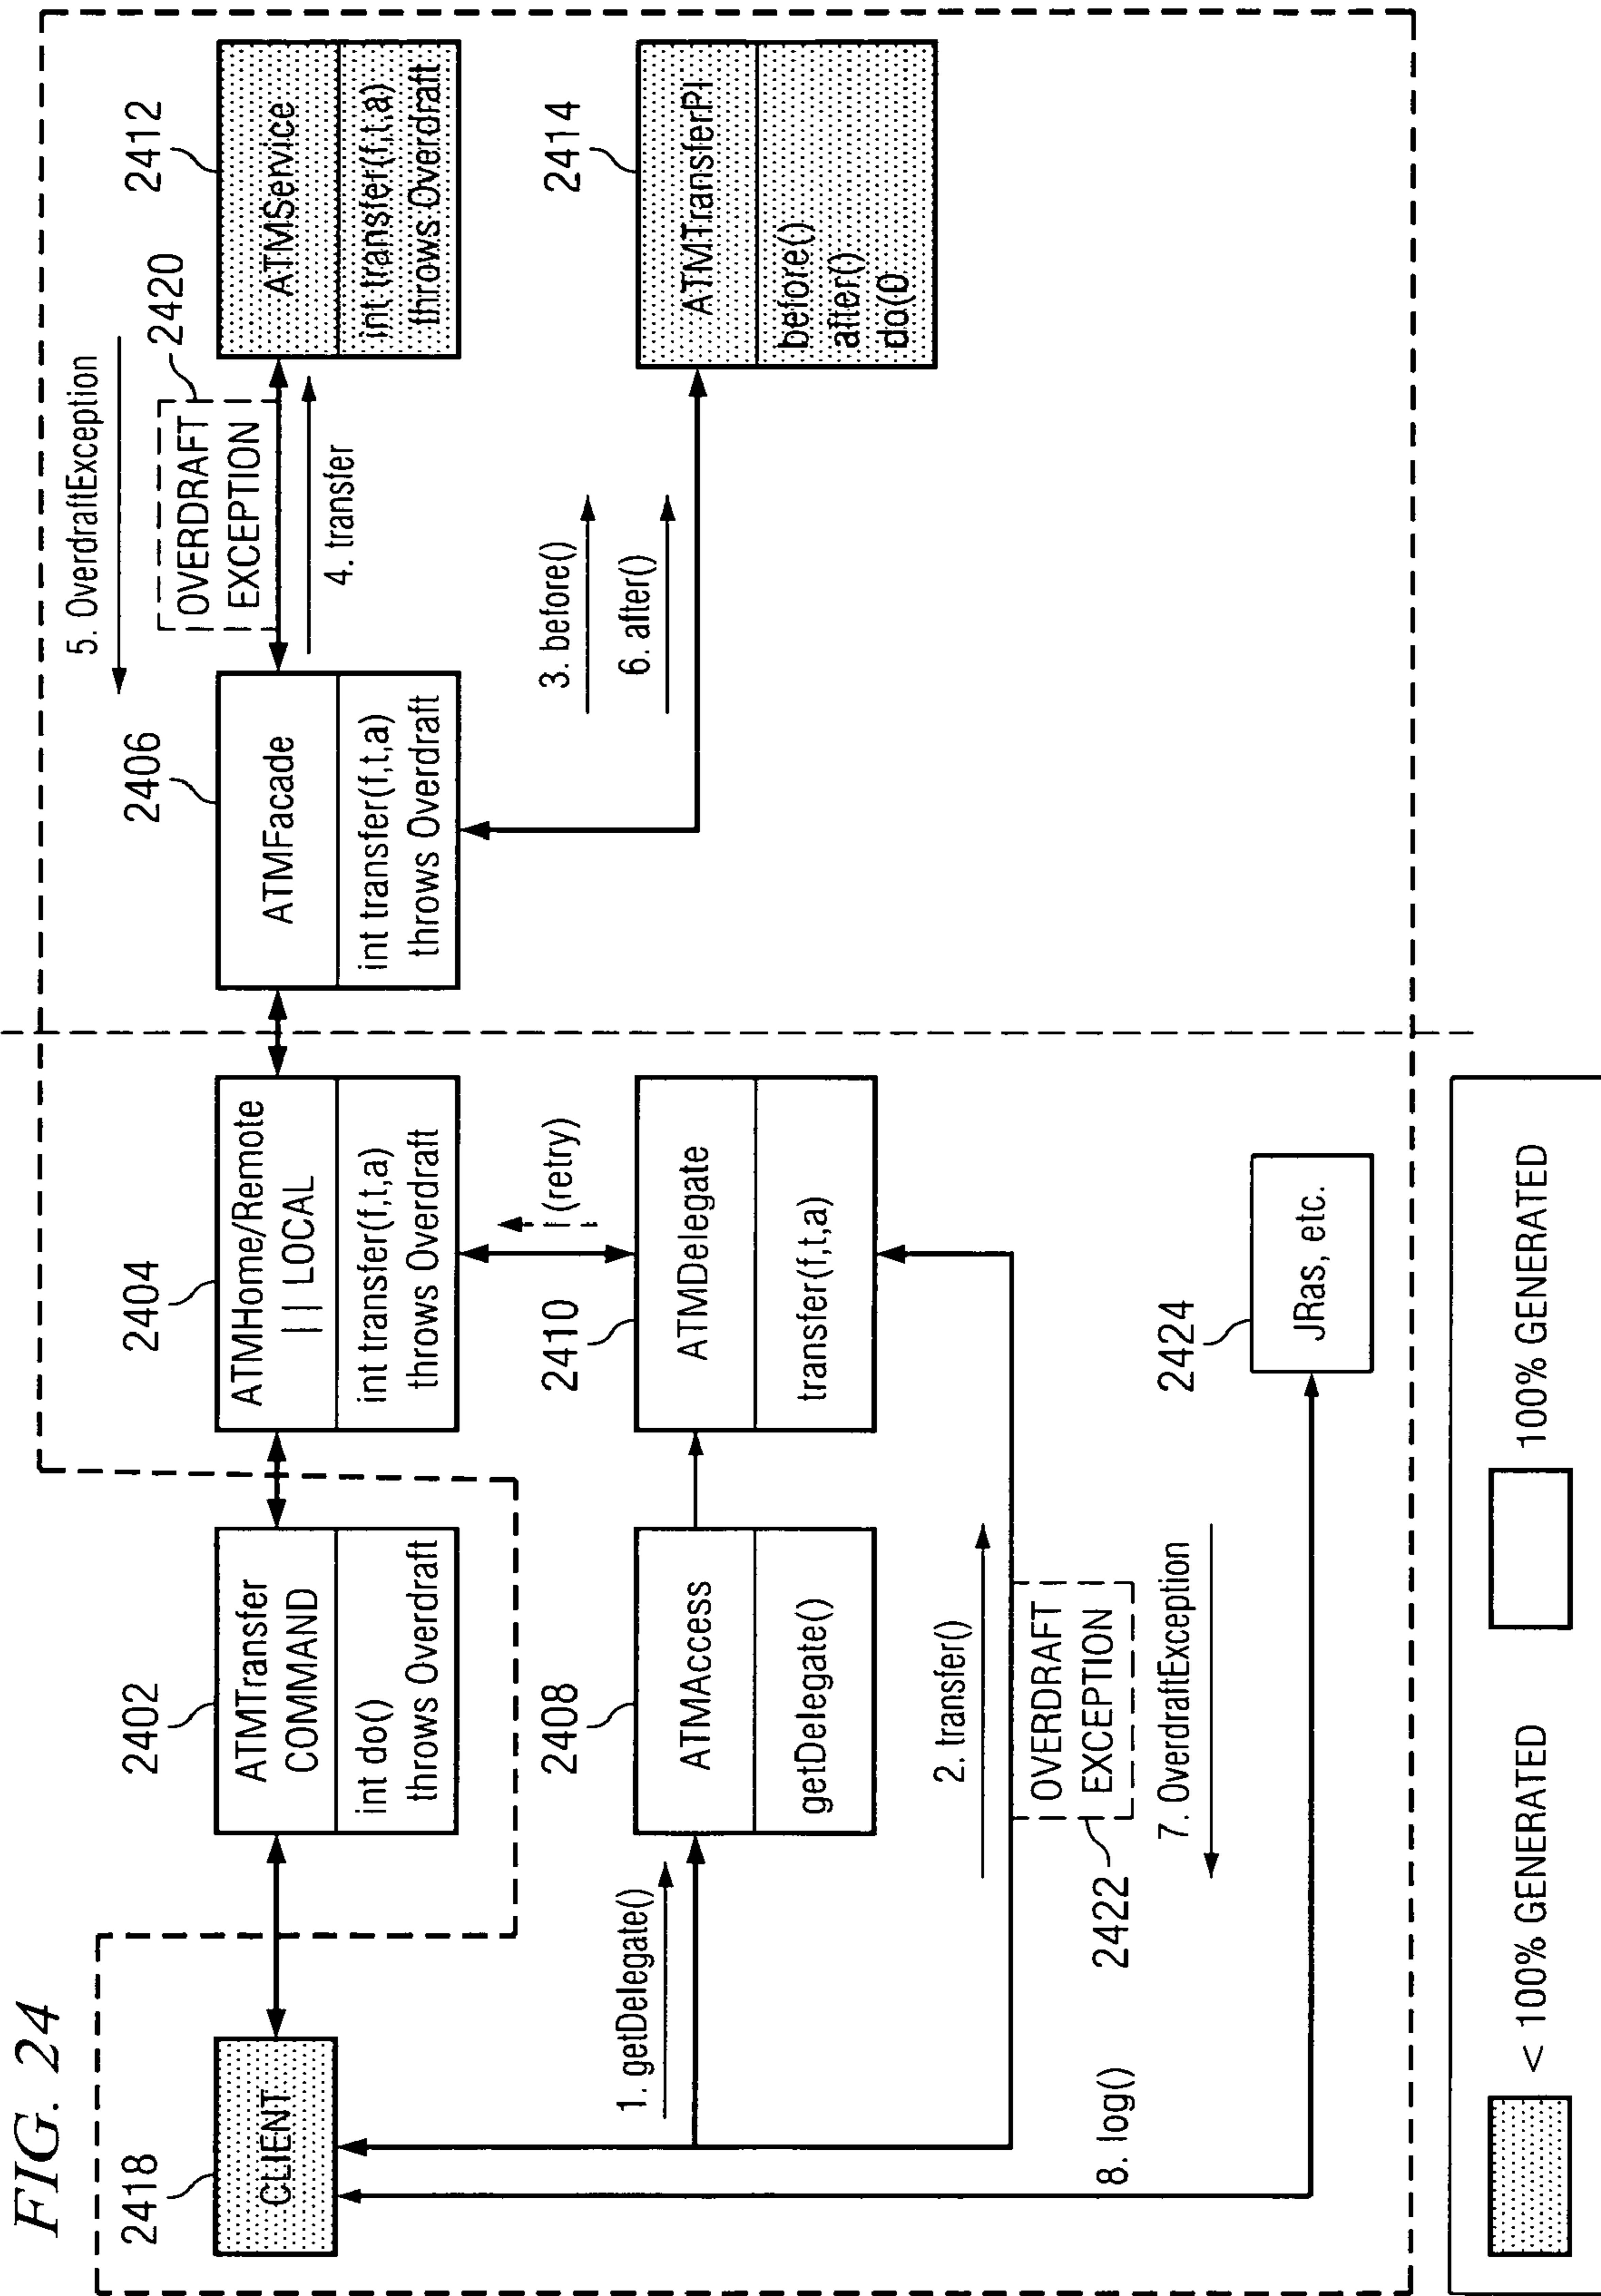 FIG. 24
2418
CLIENT
2402
ATMTransfer
COMMAND
int do()
throws Overdraft
2404
ATMHome/Remote
|| LOCAL
int transfer(f,t,a)
throws Overdraft
2406
ATMFacade
int transfer(f,t,a)
throws Overdraft
5. OverdraftException
2420
OVERDRAFT
EXCEPTION
4. transfer
2412
ATMService
int transfer(f,t,a)
throws Overdraft
1. getDelegate()
2408
ATMAccess
getDelegate()
2410
ATMDelegate
transfer(f,t,a)
(retry)
3. before()
6. after()
2414
ATMTransferPI
before()
after()
do(0
2. transfer()
OVERDRAFT
EXCEPTION
2422
7. OverdraftException
8. log()
2424
JRas, etc.
< 100% GENERATED
100% GENERATED